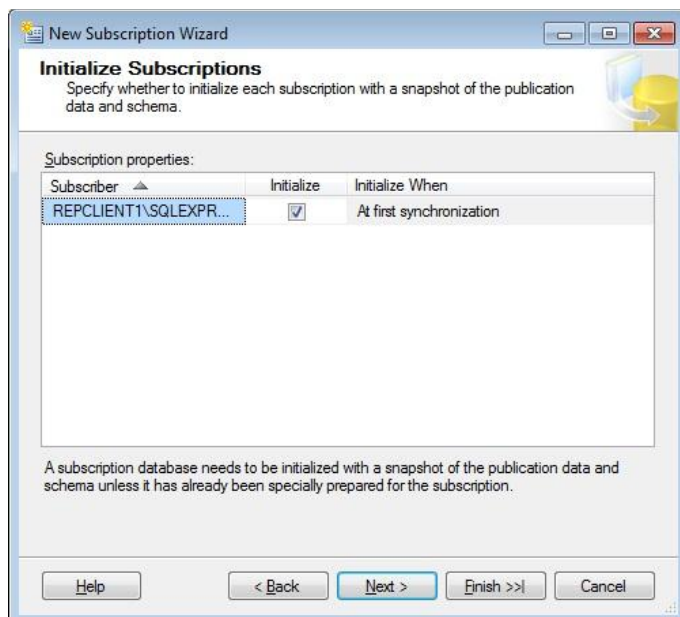 New Subscription Wizard
Initialize Subscriptions
Specify whether to initialize each subscription with a snapshot of the publication
data and schema.
Subscription properties:
Subscriber Initialize Initialize When
REPCLIENT1\SQLEXPR... At first synchronization
A subscription database needs to be initialized with a snapshot of the publication data and
schema unless it has already been specially prepared for the subscription.
Help < Back Next > Finish >>| Cancel